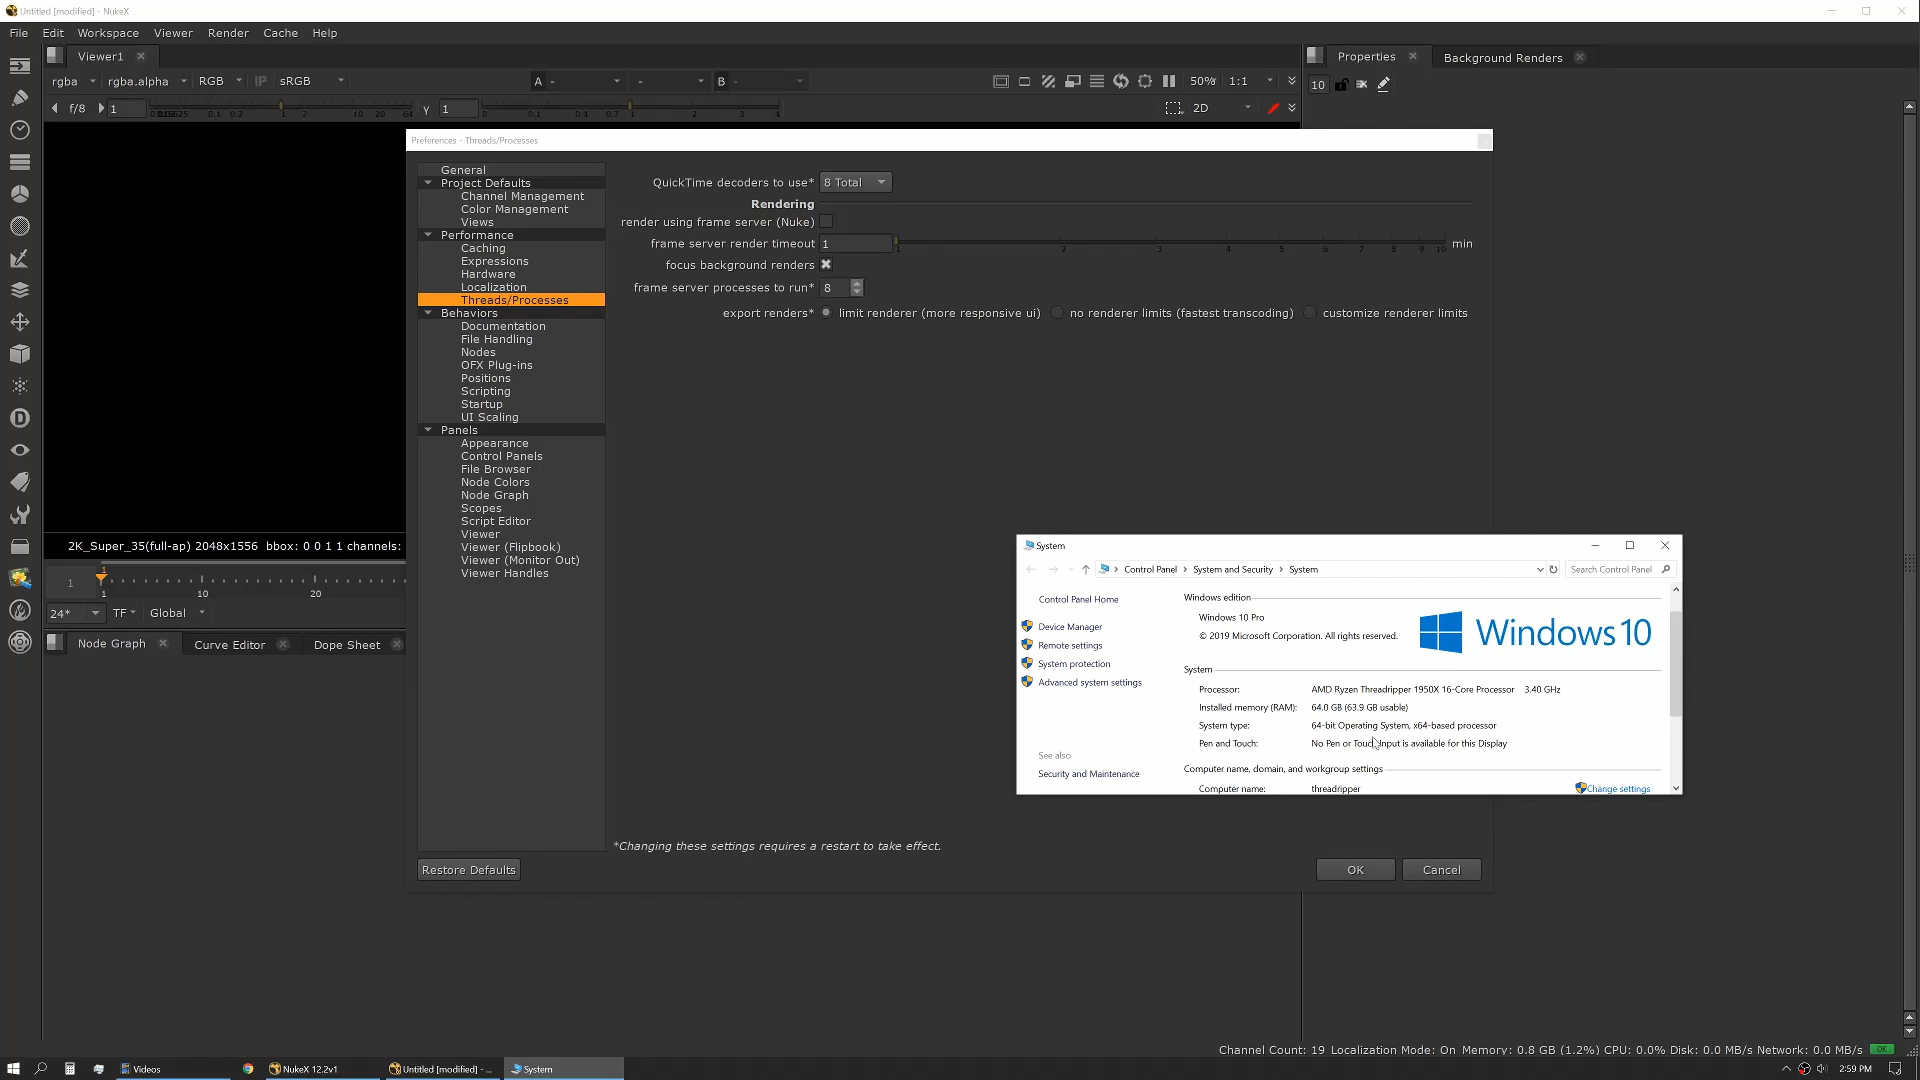 Untitled [modified] - NukeX
File Edit Workspace Viewer Render Cache Help
Viewer1
Properties
Background Renders
rgba rgba.alpha RGB IP sRGB A - - B - 50% 1:1
10
f/8 1 Y 1 2D
Preferences - Threads/Processes
General
Project Defaults
Channel Management
Color Management
Views
Performance
Caching
Expressions
Hardware
Localization
Threads/Processes
Behaviors
Documentation
File Handling
Nodes
OFX Plug-ins
Positions
Scripting
Startup
UI Scaling
Panels
Appearance
Control Panels
File Browser
Node Colors
Node Graph
Scopes
Script Editor
Viewer
Viewer (Flipbook)
Viewer (Monitor Out)
Viewer Handles
QuickTime decoders to use* 8 Total
Rendering
render using frame server (Nuke)
frame server render timeout 1 min
1 2 3 4 5 6 7 8 9 10
focus background renders
frame server processes to run* 8
export renders* limit renderer (more responsive ui) no renderer limits (fastest transcoding) customize renderer limits
*Changing these settings requires a restart to take effect.
Restore Defaults
OK
Cancel
2K_Super_35(full-ap) 2048x1556 bbox: 0 0 1 1 channels:
1
1
1 10 20
24* TF Global
Node Graph
Curve Editor
Dope Sheet
System
Control Panel > System and Security > System
Search Control Panel
Control Panel Home
Device Manager
Remote settings
System protection
Advanced system settings
See also
Security and Maintenance
Windows edition
Windows 10 Pro
© 2019 Microsoft Corporation. All rights reserved.
Windows 10
System
Processor: AMD Ryzen Threadripper 1950X 16-Core Processor 3.40 GHz
Installed memory (RAM): 64.0 GB (63.9 GB usable)
System type: 64-bit Operating System, x64-based processor
Pen and Touch: No Pen or Touch Input is available for this Display
Computer name, domain, and workgroup settings
Computer name: threadripper
Change settings
Channel Count: 19 Localization Mode: On Memory: 0.8 GB (1.2%) CPU: 0.0% Disk: 0.0 MB/s Network: 0.0 MB/s OK
Videos
NukeX 12.2v1
Untitled [modified] - ...
System
2:59 PM